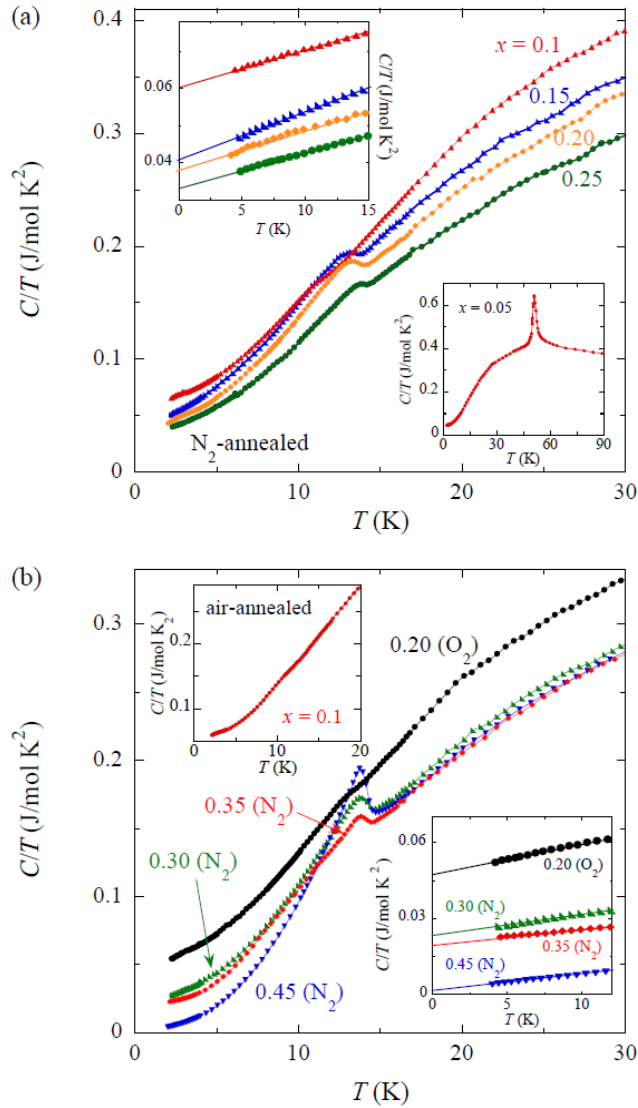 (a)
C/T (J/mol K²)
0.4
0.3
0.2
0.1
0
0.06
0.04
0
5
10
15
T (K)
C/T (J/mol K²)
x = 0.1
0.15
0.20
0.25
N₂-annealed
C/T (J/mol K²)
0.6
0.4
0.2
0
x = 0.05
0
30
60
90
T (K)
0
10
20
30
T (K)
(b)
C/T (J/mol K²)
0.3
0.2
0.1
0
C/T (J/mol K₂)
0.2
0.1
air-annealed
x = 0.1
0
5
10
15
20
T (K)
0.20 (O₂)
0.35 (N₂)
0.30 (N₂)
0.45 (N₂)
C/T (J/mol K²)
0.06
0.03
0.00
0.20 (O₂)
0.30 (N₂)
0.35 (N₂)
0.45 (N₂)
0
5
10
T (K)
0
10
20
30
T (K)